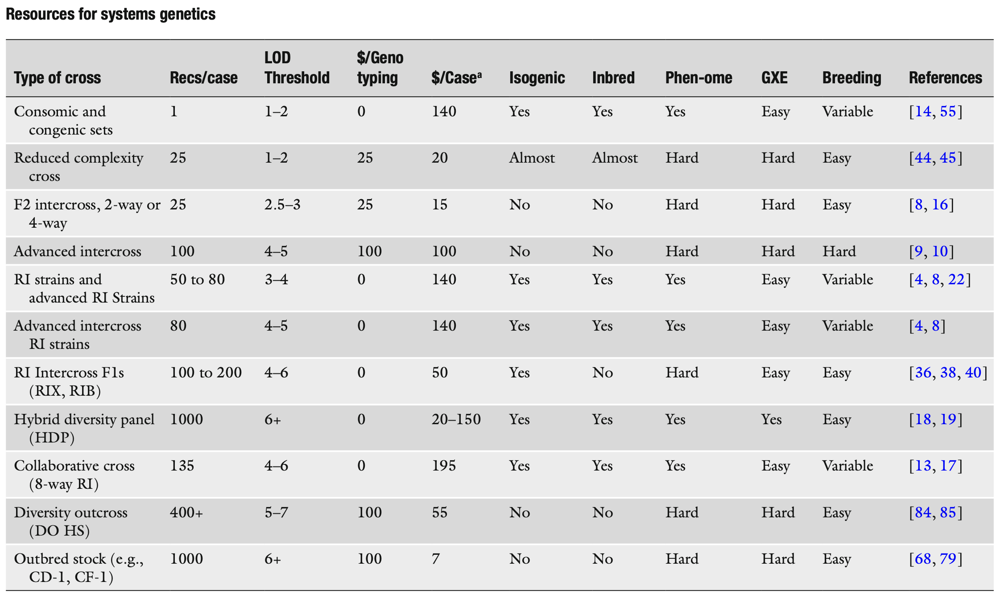 Resources for systems genetics
Type of cross Recs/case LOD Threshold $/Geno typing $/Caseᵃ Isogenic Inbred Phen-ome GXE Breeding References
Consomic and 1 1–2 0 140 Yes Yes Yes Easy Variable [14, 55]
congenic sets
Reduced complexity 25 1–2 25 20 Almost Almost Hard Hard Easy [44, 45]
cross
F2 intercross, 2-way or 25 2.5–3 25 15 No No Hard Hard Easy [8, 16]
4-way
Advanced intercross 100 4–5 100 100 No No Hard Hard Hard [9, 10]
RI strains and 50 to 80 3–4 0 140 Yes Yes Yes Easy Variable [4, 8, 22]
advanced RI Strains
Advanced intercross 80 4–5 0 140 Yes Yes Yes Easy Variable [4, 8]
RI strains
RI Intercross F1s 100 to 200 4–6 0 50 Yes No Hard Easy Easy [36, 38, 40]
(RIX, RIB)
Hybrid diversity panel 1000 6+ 0 20–150 Yes Yes Yes Yes Easy [18, 19]
(HDP)
Collaborative cross 135 4–6 0 195 Yes Yes Yes Easy Variable [13, 17]
(8-way RI)
Diversity outcross 400+ 5–7 100 55 No No Hard Hard Easy [84, 85]
(DO HS)
Outbred stock (e.g., 1000 6+ 100 7 No No Hard Hard Easy [68, 79]
CD-1, CF-1)